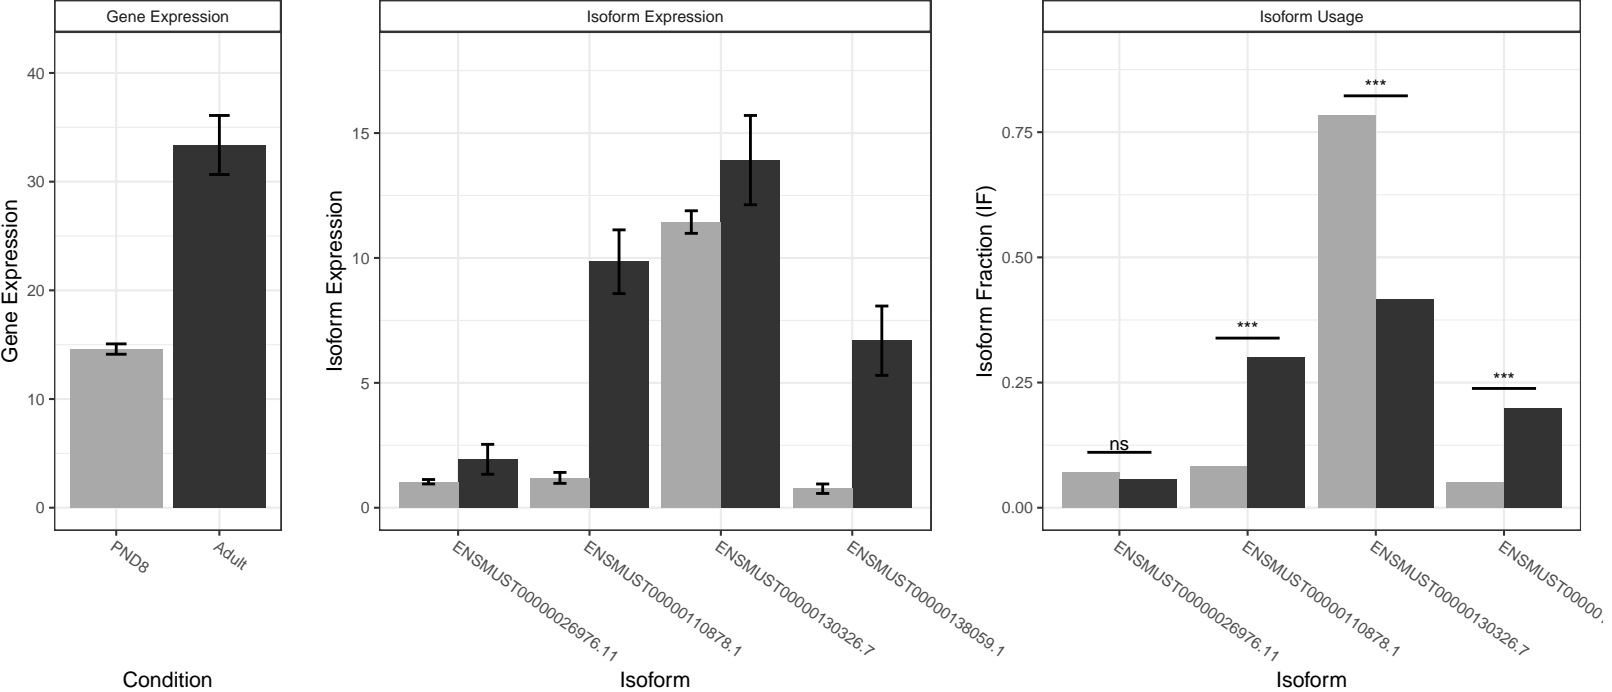 Gene Expression
Gene Expression
40
30
20
10
0
PND8
Adult
Condition
Isoform Expression
Isoform Expression
15
10
5
0
ENSMUST00000026976.11
ENSMUST00000110878.1
ENSMUST00000130326.7
ENSMUST00000138059.1
Isoform
Isoform Usage
Isoform Fraction (IF)
0.75
0.50
0.25
0.00
ns
***
***
***
ENSMUST00000026976.11
ENSMUST00000110878.1
ENSMUST00000130326.7
ENSMUST00000
Isoform